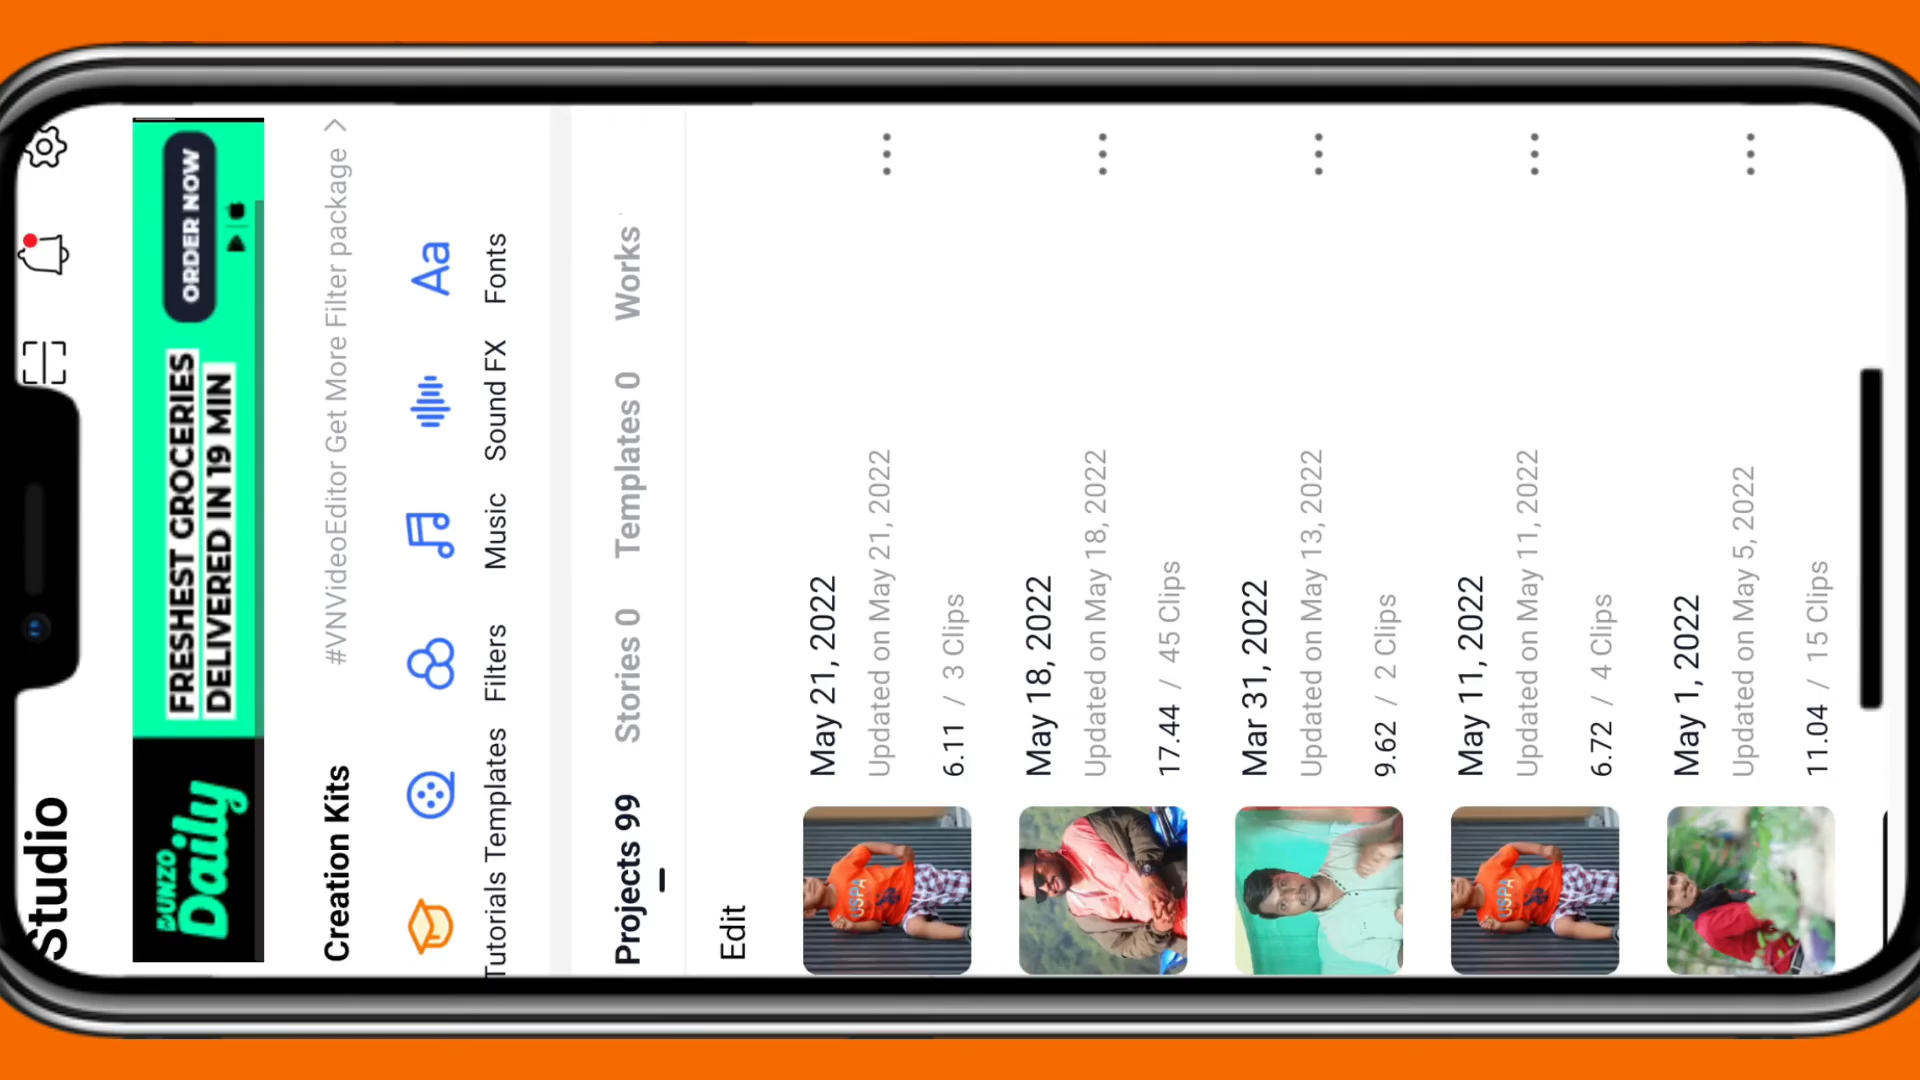 Studio
DUNZO
Daily
FRESHEST GROCERIES
DELIVERED IN 19 MIN
ORDER NOW
Creation Kits
#VNVideoEditor Get More Filter package >
Tutorials Templates Filters Music Sound FX Fonts
Aa
Projects 99 Stories 0 Templates 0 Works
Edit
May 21, 2022
Updated on May 21, 2022
6.11 / 3 Clips
USPA
May 18, 2022
Updated on May 18, 2022
17.44 / 45 Clips
Mar 31, 2022
Updated on May 13, 2022
9.62 / 2 Clips
May 11, 2022
Updated on May 11, 2022
6.72 / 4 Clips
USPA
May 1, 2022
Updated on May 5, 2022
11.04 / 15 Clips